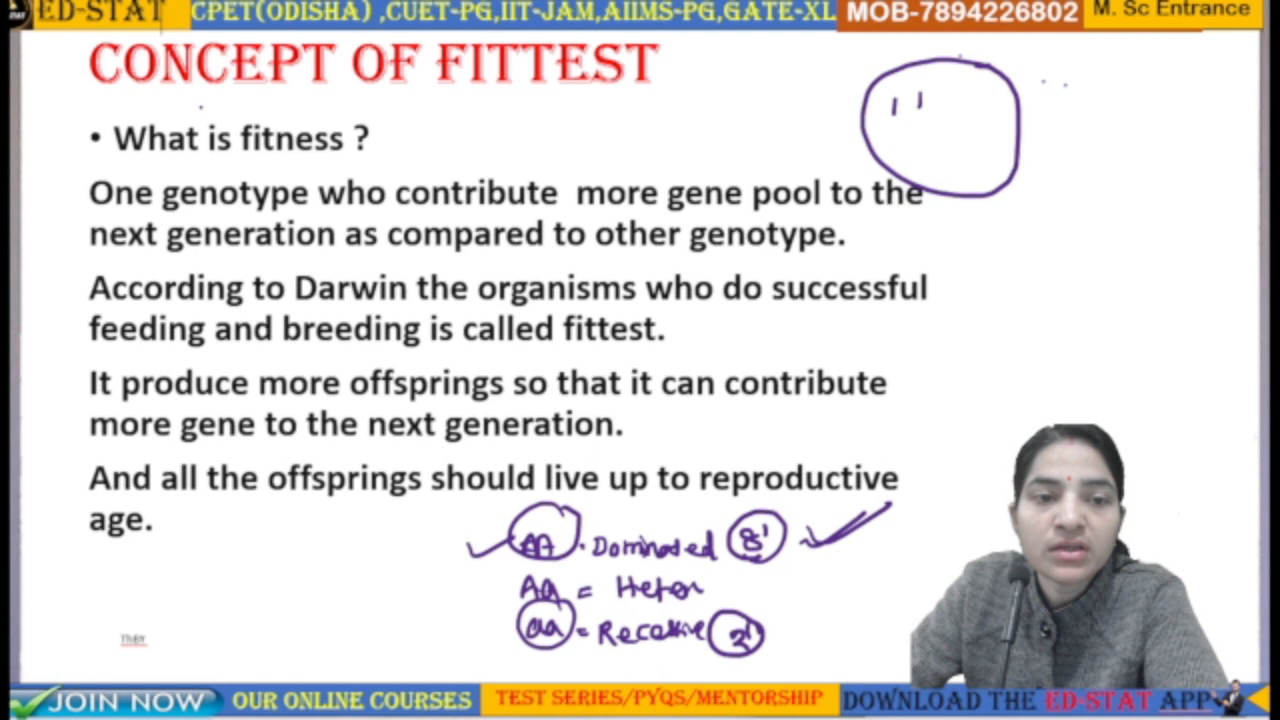 ED-STAT CPET(ODISHA) ,CUET-PG,IIT-JAM,AIIMS-PG,GATE-XL MOB-7894226802 M. Sc Entrance
CONCEPT OF FITTEST
• What is fitness ?
One genotype who contribute more gene pool to the
next generation as compared to other genotype.
According to Darwin the organisms who do successful
feeding and breeding is called fittest.
It produce more offsprings so that it can contribute
more gene to the next generation.
And all the offsprings should live up to reproductive
age.
AA . Dominated 8
Aa = Heter
aa = Recessive 2
JOIN NOW OUR ONLINE COURSES TEST SERIES/PYQS/MENTORSHIP DOWNLOAD THE ED-STAT APP